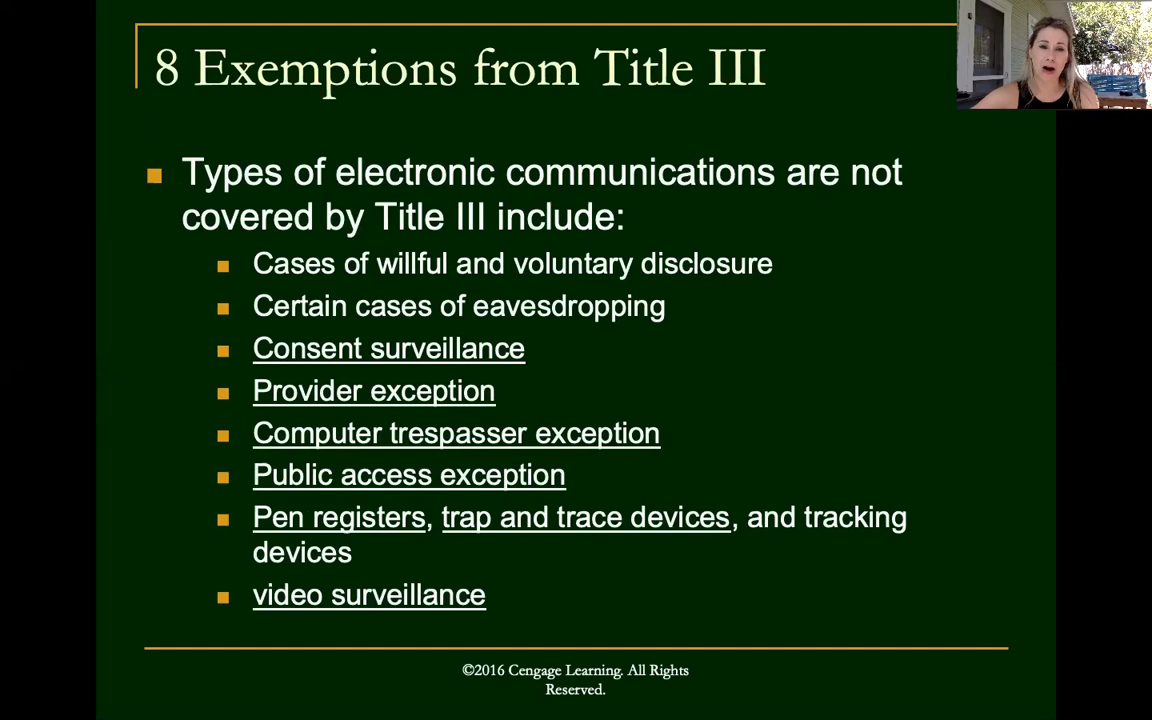 8 Exemptions from Title III
Types of electronic communications are not
covered by Title III include:
Cases of willful and voluntary disclosure
Certain cases of eavesdropping
Consent surveillance
Provider exception
Computer trespasser exception
Public access exception
Pen registers, trap and trace devices, and tracking
devices
video surveillance
©2016 Cengage Learning. All Rights
Reserved.